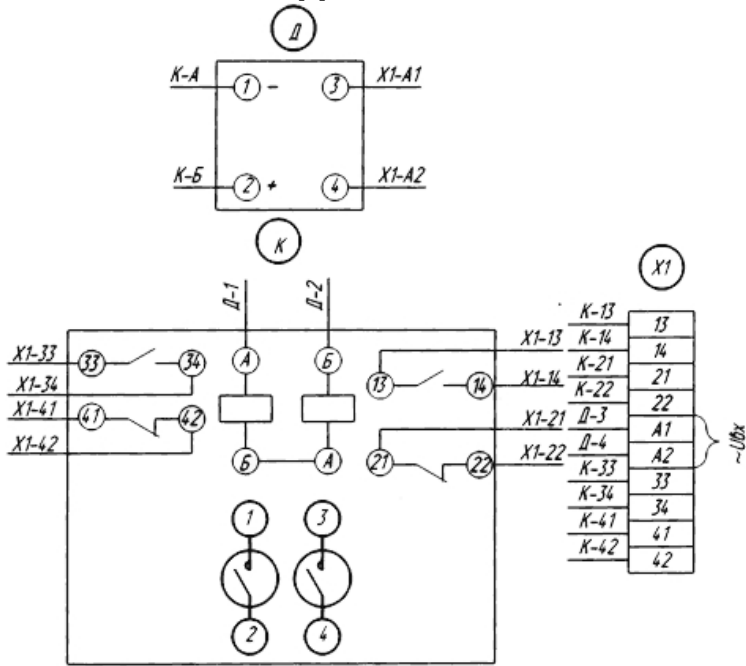 Д
К-А 1 - 3 Х1-А1
К-Б 2 + 4 Х1-А2
К
Д-1 Д-2
Х1-33 33 34 А Б 13 14 Х1-13
Х1-34 Х1-14
Х1-41 41 42 Х1-21
Х1-42 Б А 21 22 Х1-22
1 3
2 4
Х1
К-13 13
К-14 14
К-21 21
К-22 22
Д-3 А1
Д-4 А2
К-33 33
К-34 34
К-41 41
К-42 42
~Uвх